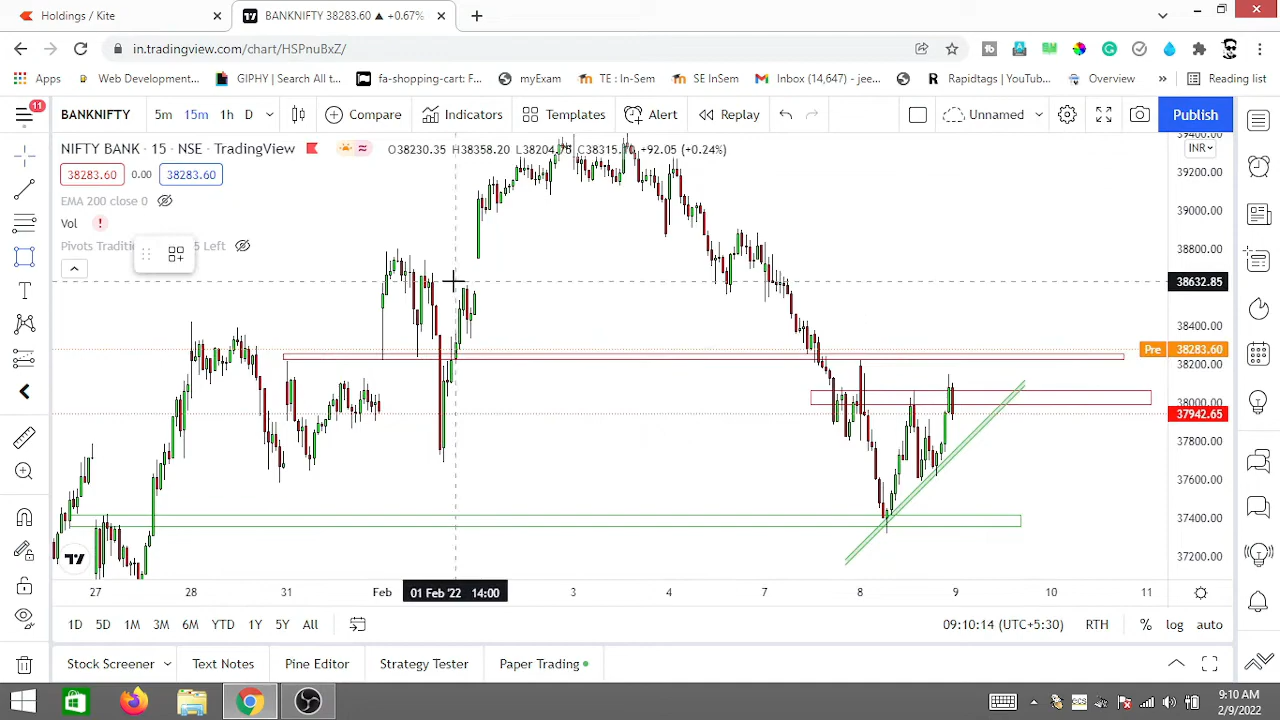 Holdings / Kite
BANKNIFTY 38283.60 ▲ +0.67%
in.tradingview.com/chart/HSPnuBxZ/
Apps Web Development... GIPHY | Search All t... fa-shopping-cart: F... myExam TE : In-Sem SE InSem Inbox (14,647) - jee... Rapidtags | YouTub... Overview » Reading list
11
BANKNIFTY 5m 15m 1h D Compare Indicators Templates Alert Replay Unnamed Publish
NIFTY BANK · 15 · NSE · TradingView
+92.05 (+0.24%)
INR
38283.60 0.00 38283.60
EMA 200 close 0
Vol !
Pivots Traditi 5 Left
39400.00
39200.00
39000.00
38800.00
38632.85
38400.00
Pre 38283.60
38200.00
38000.00
37942.65
37800.00
37600.00
37400.00
37200.00
27 28 31 Feb 01 Feb '22 14:00 3 4 7 8 9 10 11
1D 5D 1M 3M 6M YTD 1Y 5Y All 09:10:14 (UTC+5:30) RTH % log auto
Stock Screener Text Notes Pine Editor Strategy Tester Paper Trading
9:10 AM
2/9/2022